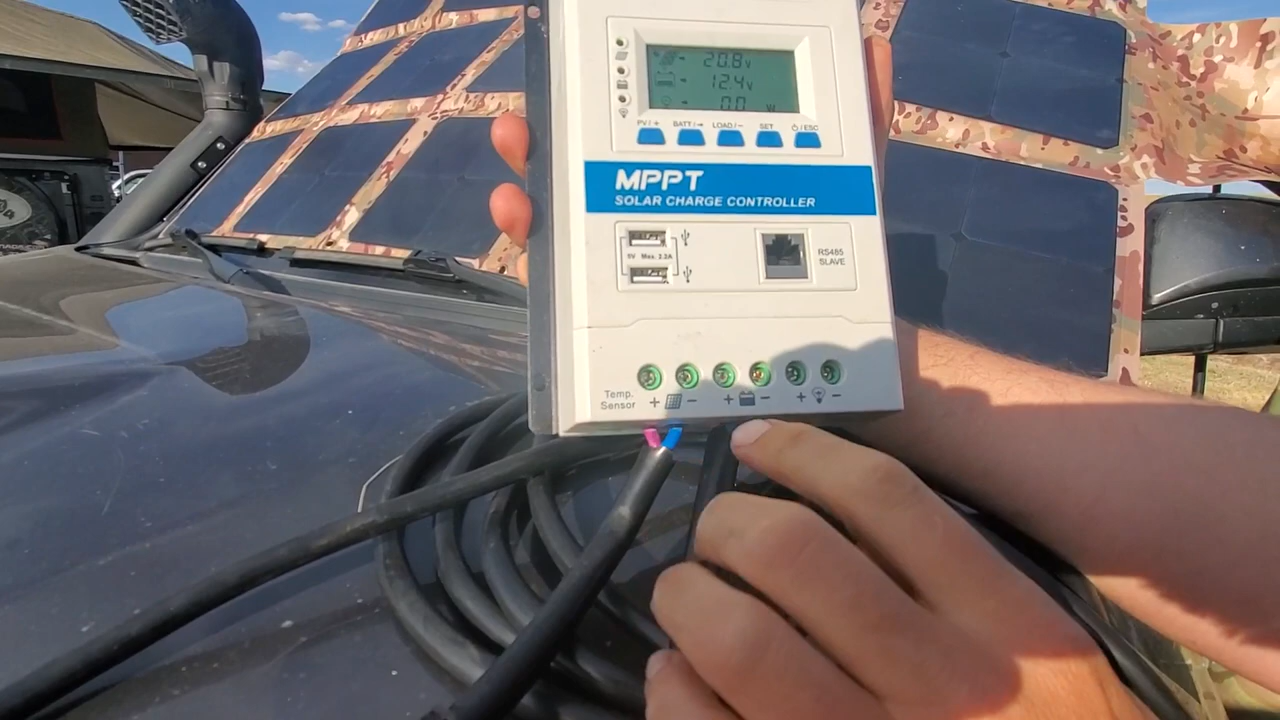 20.8v
12.4v
0.0 w
PV/+ BATT/⇒ LOAD/− SET ⏻/ESC
MPPT
SOLAR CHARGE CONTROLLER
5V Max. 2.2A
RS485
SLAVE
Temp.
Sensor
+ − + − + −